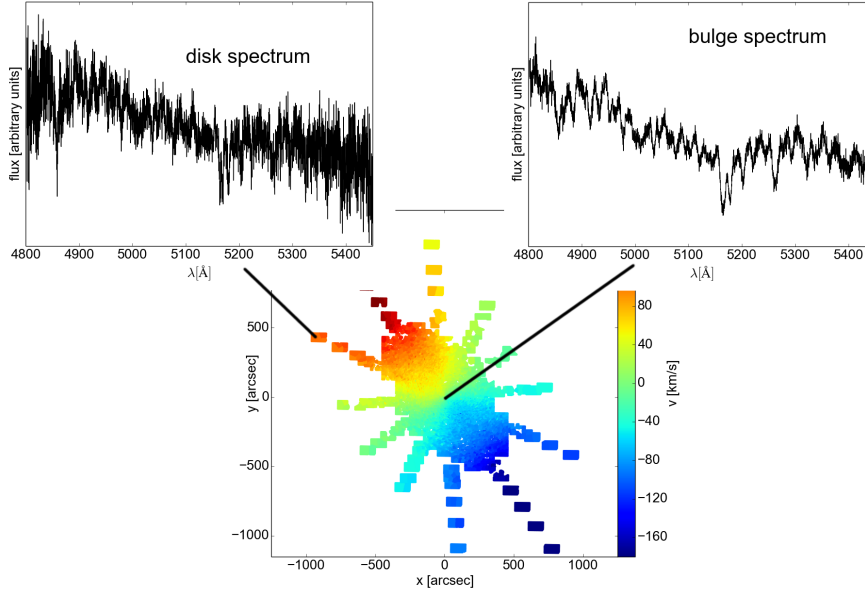 disk spectrum
flux [arbitrary units]
4800 4900 5000 5100 5200 5300 5400
λ[Å]
bulge spectrum
flux [arbitrary units]
4800 4900 5000 5100 5200 5300 5400
λ[Å]
500
0
−500
−1000
y [arcsec]
−1000 −500 0 500 1000
x [arcsec]
80
40
0
−40
−80
−120
−160
v [km/s]